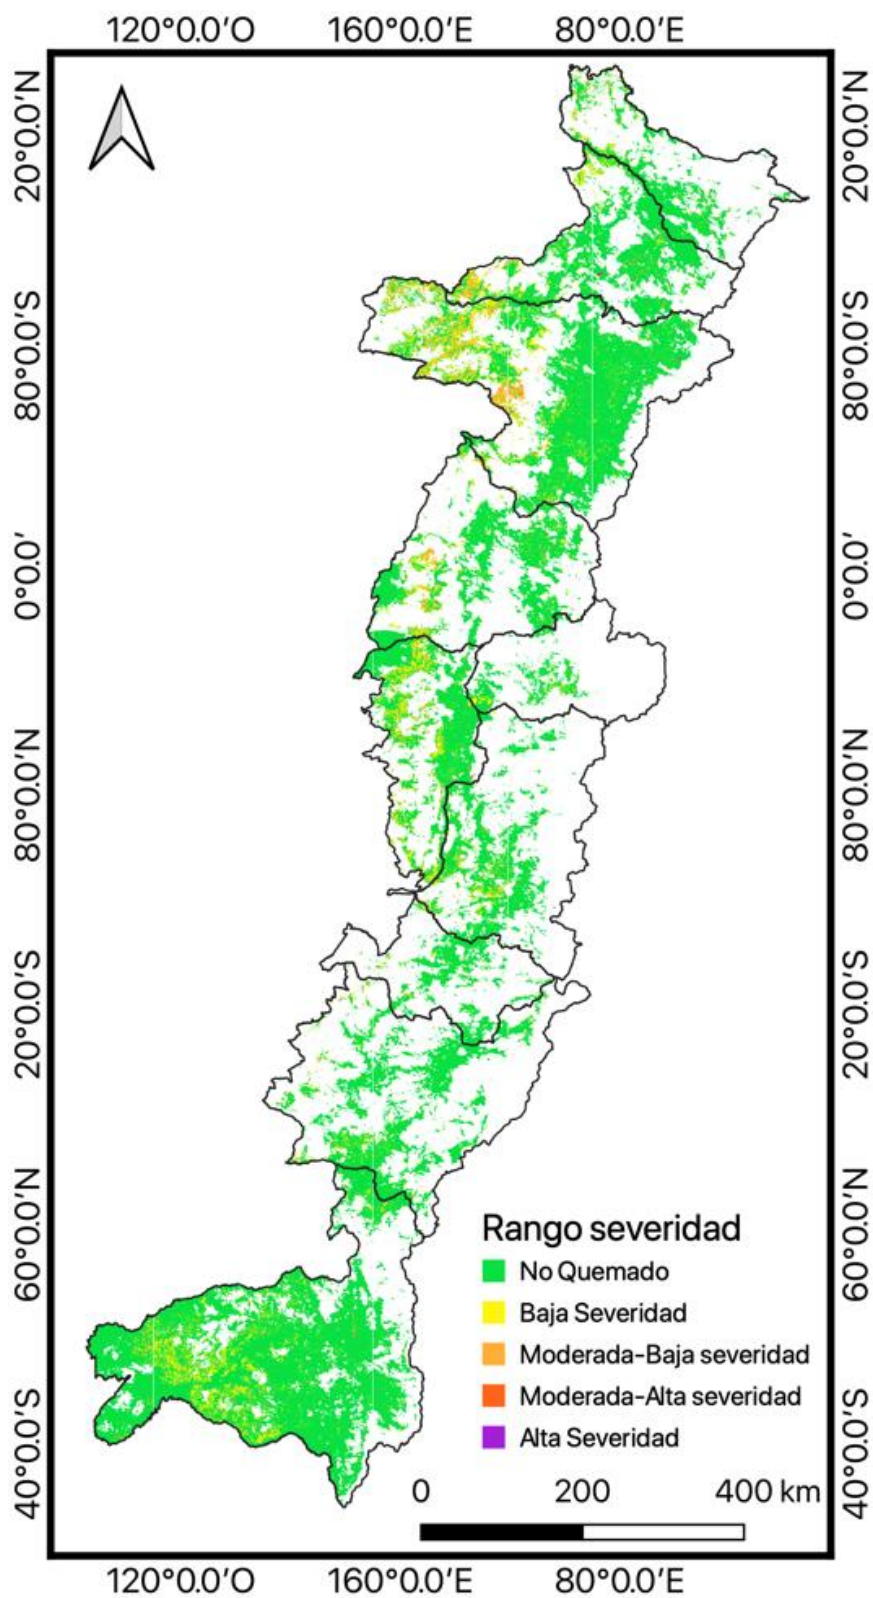 120°0.0′O 160°0.0′E 80°0.0′E
20°0.0′N
20°0.0′N
80°0.0′S
80°0.0′S
0°0.0′
0°0.0′
80°0.0′N
80°0.0′N
20°0.0′S
20°0.0′S
60°0.0′N
60°0.0′N
40°0.0′S
40°0.0′S
Rango severidad
No Quemado
Baja Severidad
Moderada-Baja severidad
Moderada-Alta severidad
Alta Severidad
0 200 400 km
120°0.0′O 160°0.0′E 80°0.0′E